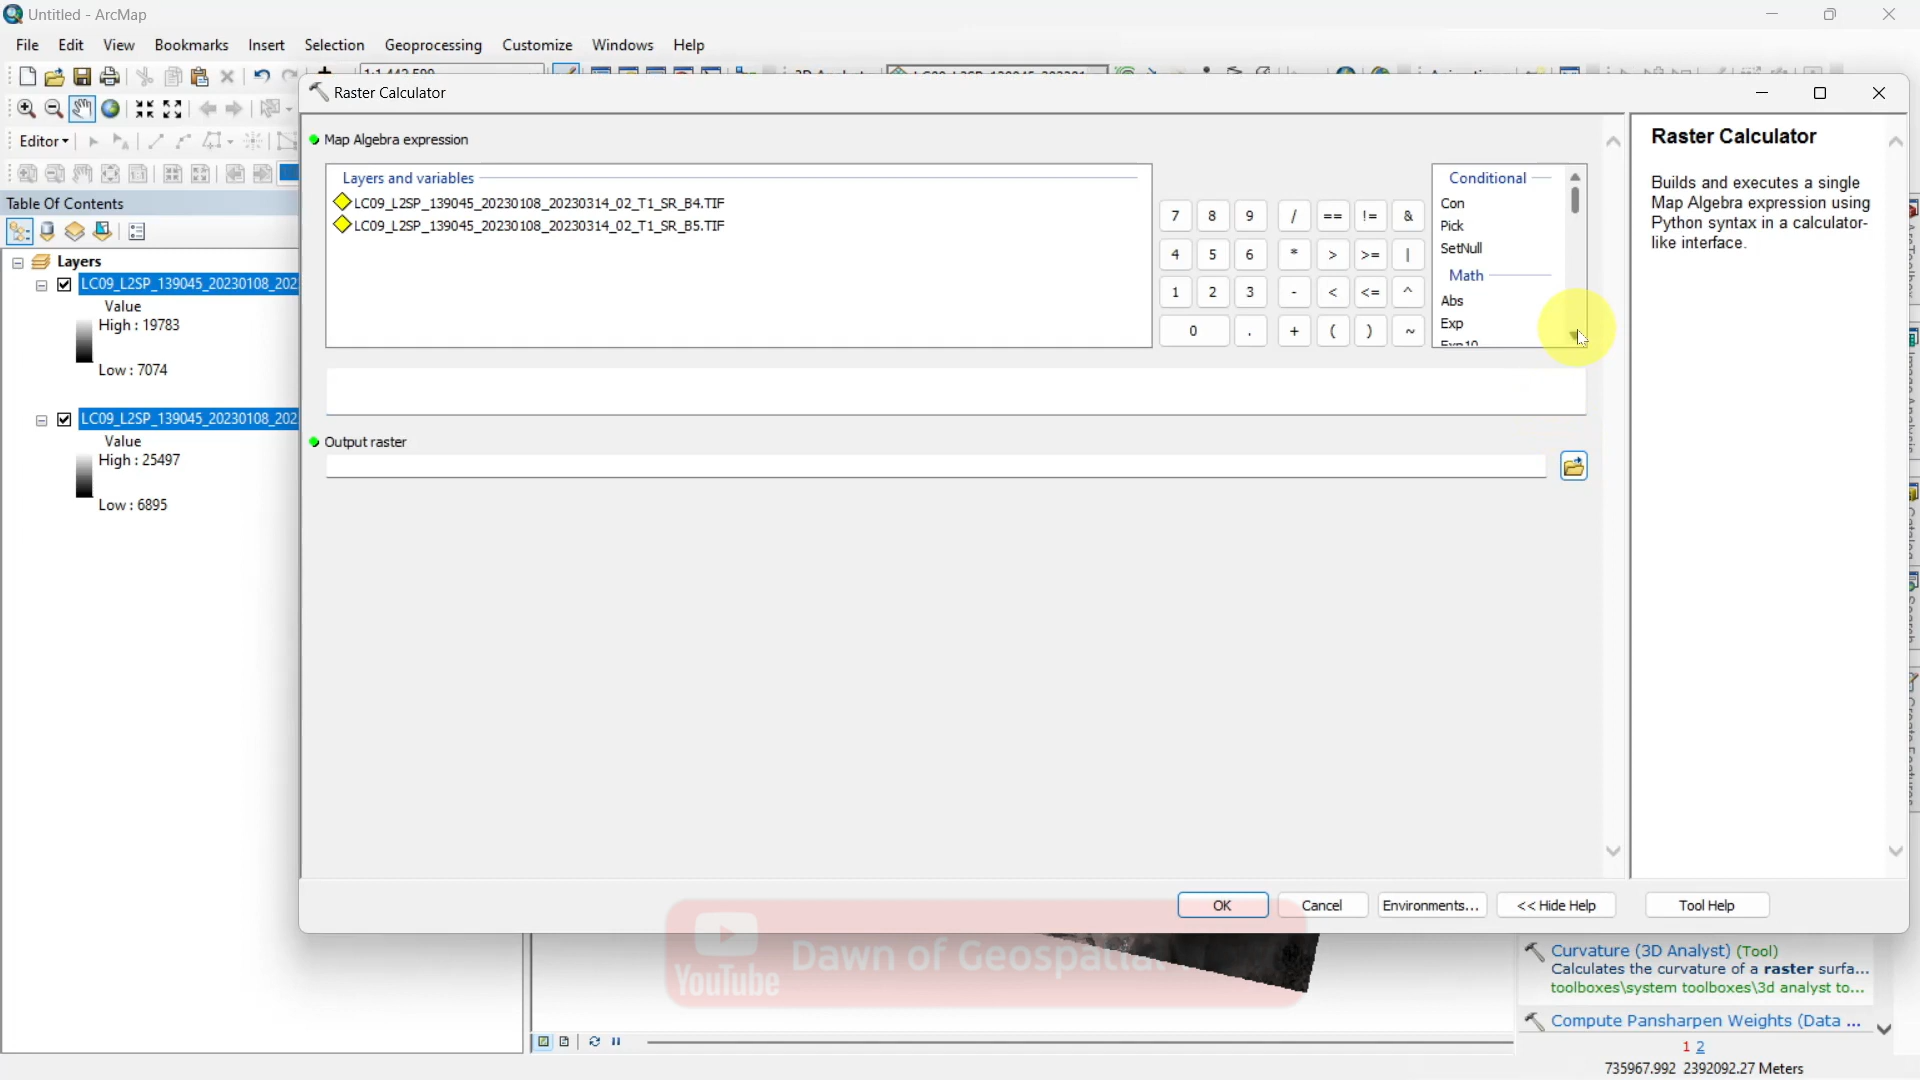 Untitled - ArcMap
File Edit View Bookmarks Insert Selection Geoprocessing Customize Windows Help
Raster Calculator
Editor
Map Algebra expression
Layers and variables
LC09_L2SP_139045_20230108_20230314_02_T1_SR_B4.TIF
LC09_L2SP_139045_20230108_20230314_02_T1_SR_B5.TIF
7 8 9 / == != &
4 5 6 * > >= |
1 2 3 - < <= ^
0 . + ( ) ~
Conditional
Con
Pick
SetNull
Math
Abs
Exp
Exp10
Output raster
Raster Calculator
Builds and executes a single
Map Algebra expression using
Python syntax in a calculator-
like interface.
Table Of Contents
Layers
LC09_L2SP_139045_20230108_202
Value
High : 19783
Low : 7074
LC09_L2SP_139045_20230108_202
Value
High : 25497
Low : 6895
OK Cancel Environments... << Hide Help Tool Help
YouTube
Dawn of Geospatial
Curvature (3D Analyst) (Tool)
Calculates the curvature of a raster surfa...
toolboxes\system toolboxes\3d analyst to...
Compute Pansharpen Weights (Data ...
1 2
735967.992 2392092.27 Meters